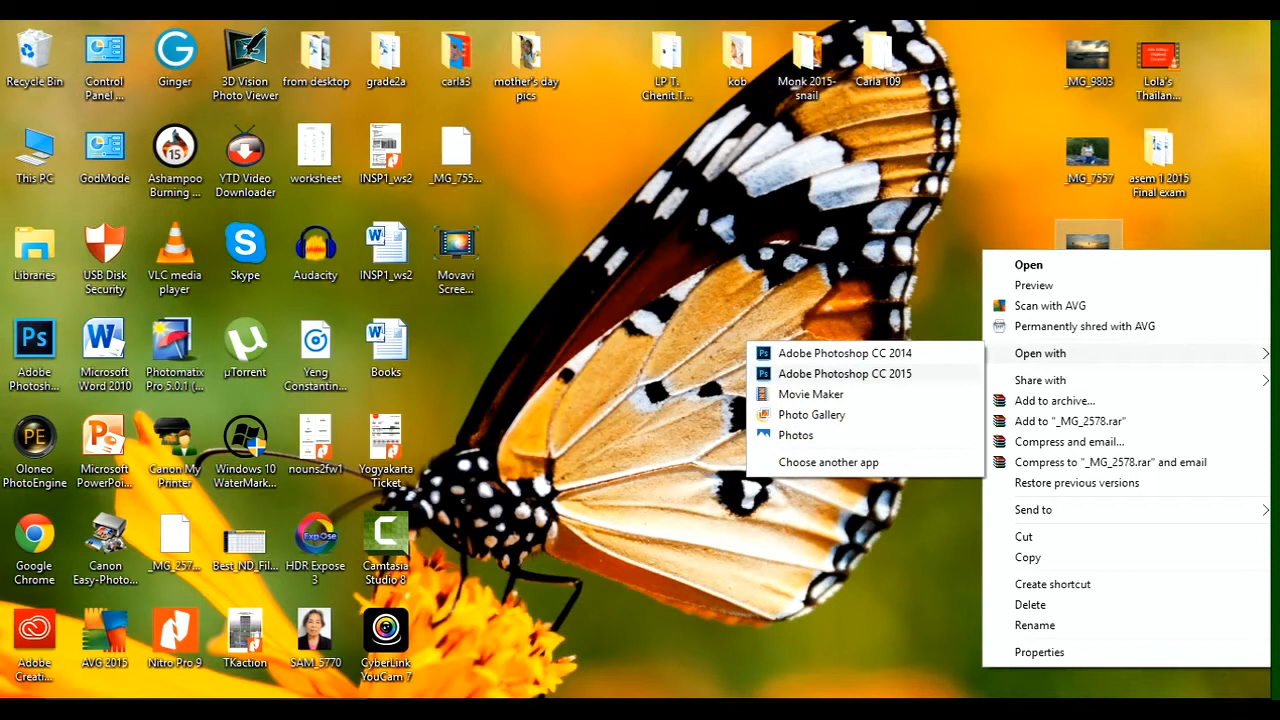 Recycle Bin
Control
Panel ...
Ginger
3D Vision
Photo Viewer
from desktop
grade2a
carla3
mother's day
pics
LP T.
Chenit.T...
kob
Monk 2015-
snail
Carla 109
_MG_9803
Lola's
Thailan...
This PC
GodMode
15
Ashampoo
Burning ...
YTD Video
Downloader
worksheet
INSP1_ws2
_MG_755...
_MG_7557
asem 1 2015
Final exam
Libraries
USB Disk
Security
VLC media
player
Skype
Audacity
INSP1_ws2
Movavi
Scree...
Ps
Adobe
Photosh...
Microsoft
Word 2010
Photomatix
Pro 5.0.1 (...
µTorrent
Yeng
Constantin...
Books
PE
Oloneo
PhotoEngine
Microsoft
PowerPoi...
Canon My
Printer
Windows 10
WaterMark...
nouns2fw1
Yogyakarta
Ticket
Google
Chrome
Canon
Easy-Photo...
_MG_257...
Best_ND_Fil...
HDR Expose
3
Camtasia
Studio 8
Adobe
Creati...
AVG 2015
Nitro Pro 9
TKaction
SAM_5770
CyberLink
YouCam 7
Adobe Photoshop CC 2014
Adobe Photoshop CC 2015
Movie Maker
Photo Gallery
Photos
Choose another app
Open
Preview
Scan with AVG
Permanently shred with AVG
Open with
Share with
Add to archive...
Add to "_MG_2578.rar"
Compress and email...
Compress to "_MG_2578.rar" and email
Restore previous versions
Send to
Cut
Copy
Create shortcut
Delete
Rename
Properties